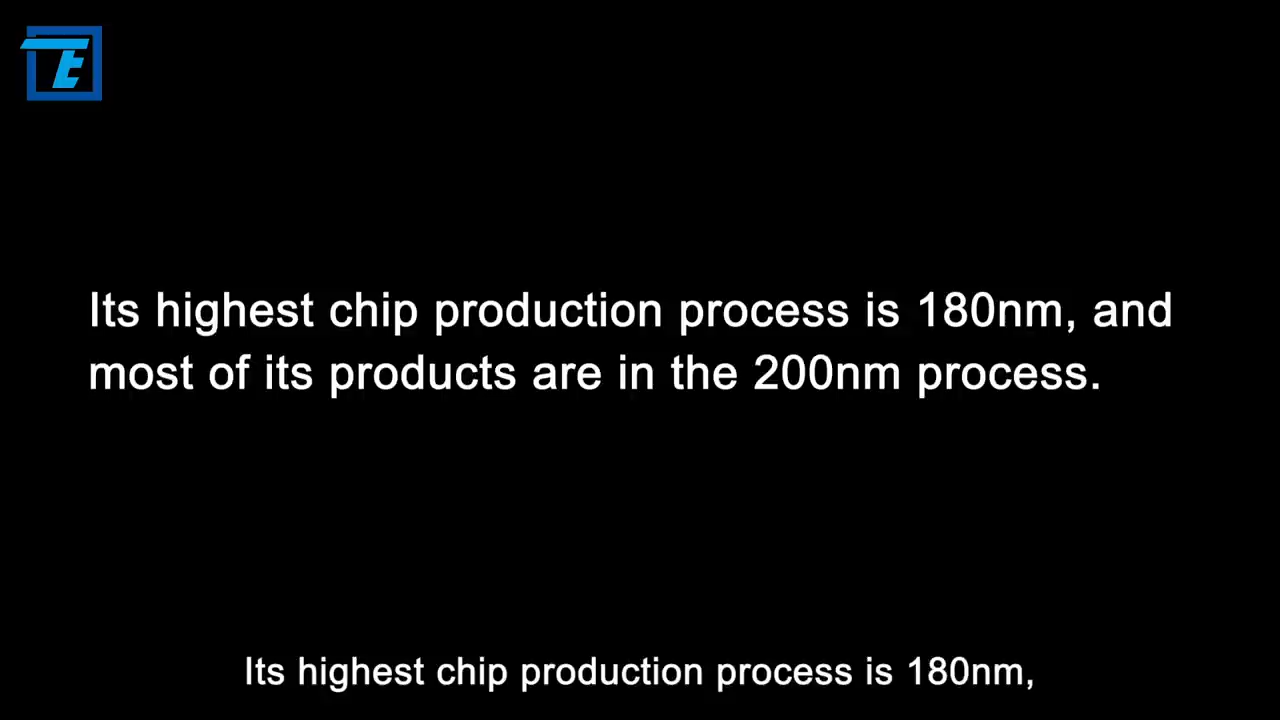 TE
Its highest chip production process is 180nm, and
most of its products are in the 200nm process.
Its highest chip production process is 180nm,